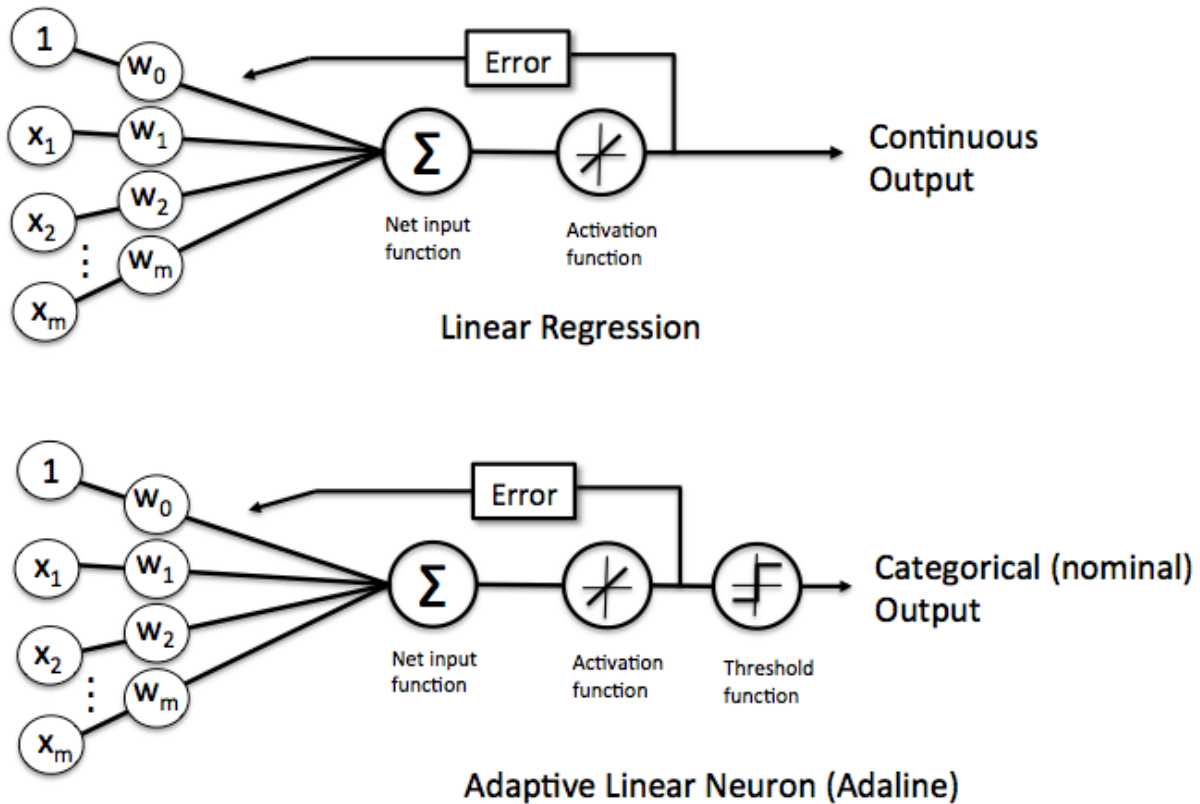 1
w0
Error
x1
w1
Σ
Continuous
Output
x2
w2
Net input
function
Activation
function
⋮
wm
xm
Linear Regression
1
w0
Error
x1
w1
Σ
Categorical (nominal)
Output
x2
w2
Net input
function
Activation
function
Threshold
function
⋮
wm
xm
Adaptive Linear Neuron (Adaline)